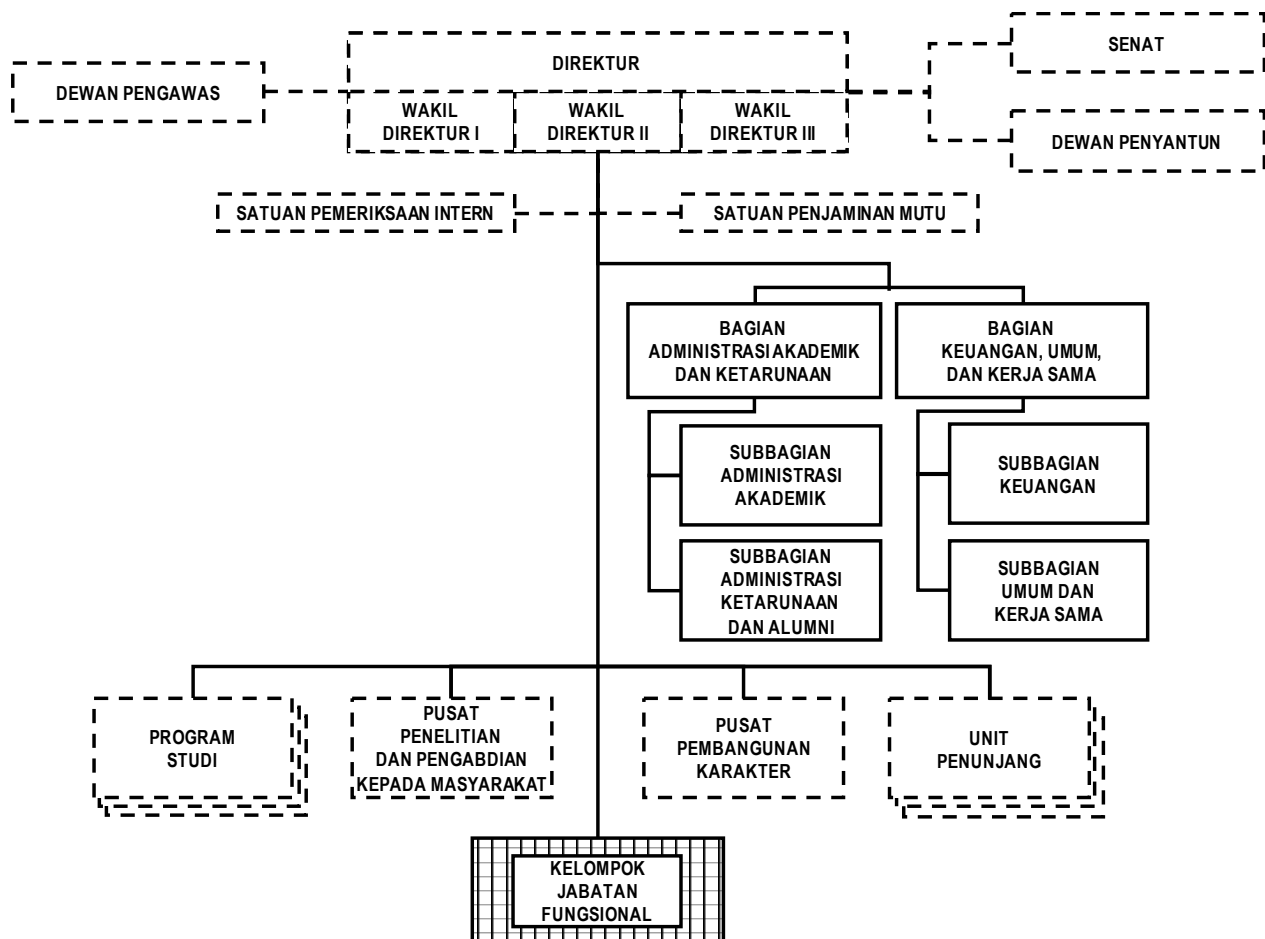 DIREKTUR
SENAT
DEWAN PENGAWAS
WAKIL
DIREKTUR I
WAKIL
DIREKTUR II
WAKIL
DIREKTUR III
DEWAN PENYANTUN
SATUAN PEMERIKSAAN INTERN
SATUAN PENJAMINAN MUTU
BAGIAN
ADMINISTRASI AKADEMIK
DAN KETARUNAAN
BAGIAN
KEUANGAN, UMUM,
DAN KERJA SAMA
SUBBAGIAN
ADMINISTRASI
AKADEMIK
SUBBAGIAN
KEUANGAN
SUBBAGIAN
ADMINISTRASI
KETARUNAAN
DAN ALUMNI
SUBBAGIAN
UMUM DAN
KERJA SAMA
PROGRAM
STUDI
PUSAT
PENELITIAN
DAN PENGABDIAN
KEPADA MASYARAKAT
PUSAT
PEMBANGUNAN
KARAKTER
UNIT
PENUNJANG
KELOMPOK
JABATAN
FUNGSIONAL